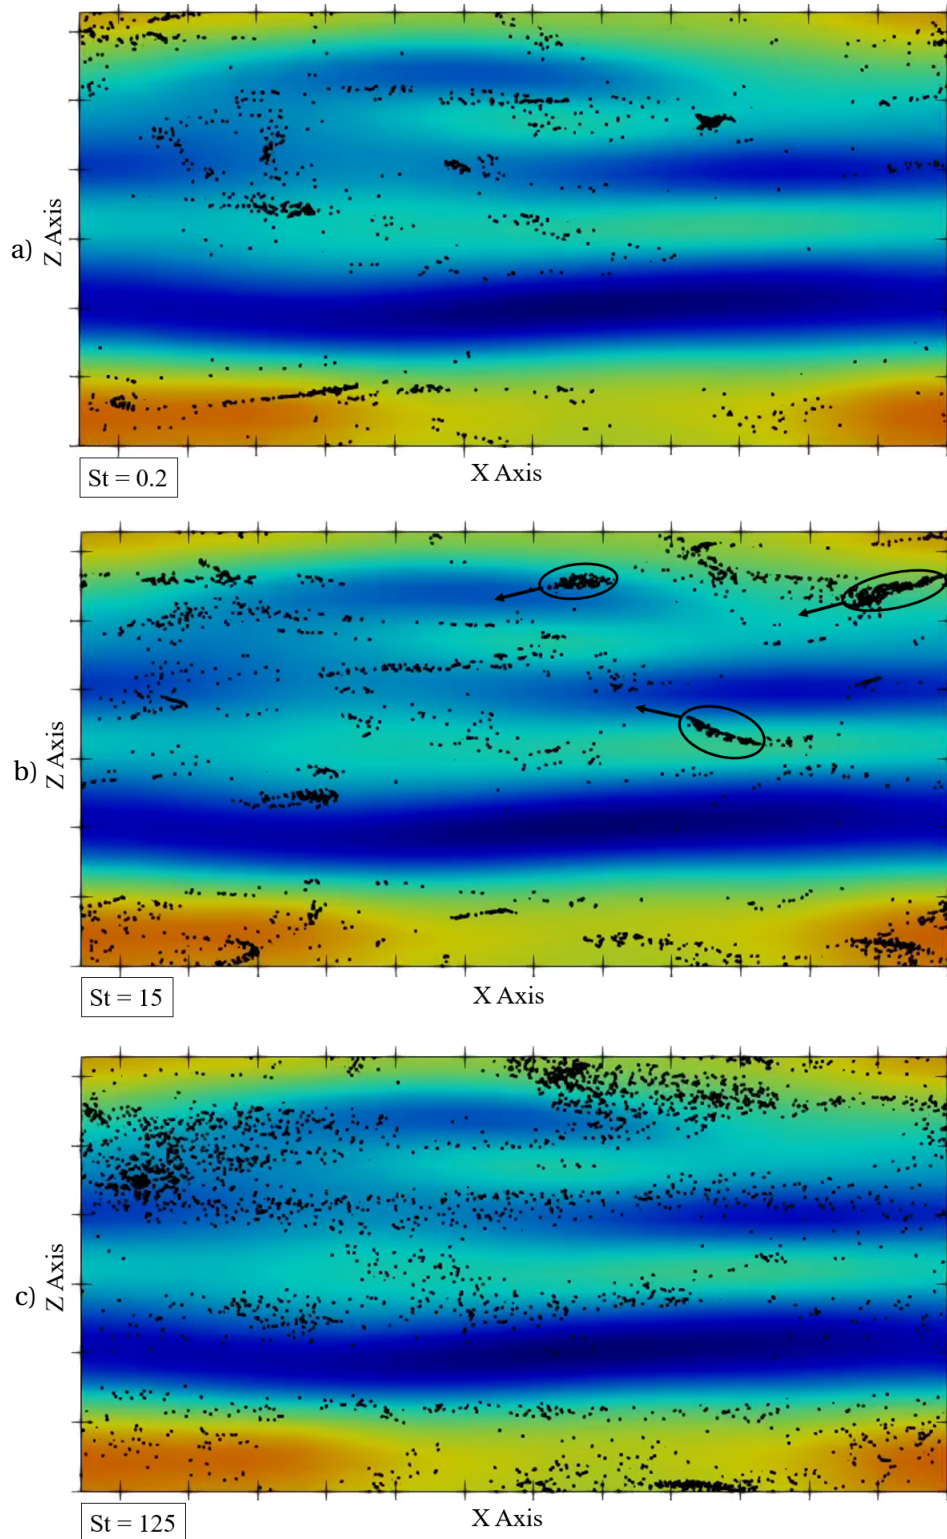 a)
Z Axis
St = 0.2
X Axis
b)
Z Axis
St = 15
X Axis
c)
Z Axis
St = 125
X Axis